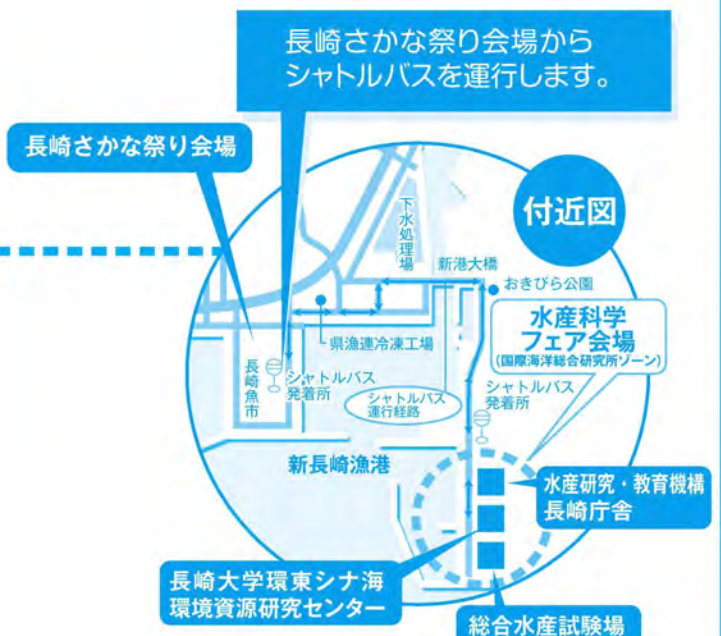 長崎さかな祭り会場から
シャトルバスを運行します。
長崎さかな祭り会場
付近図
下水処理場
新港大橋
おきびら公園
水産科学
フェア会場
(国際海洋総合研究所ゾーン)
県漁連冷凍工場
長崎魚市
シャトルバス
発着所
シャトルバス
運行経路
シャトルバス
発着所
新長崎漁港
水産研究・教育機構
長崎庁舎
長崎大学環東シナ海
環境資源研究センター
総合水産試験場